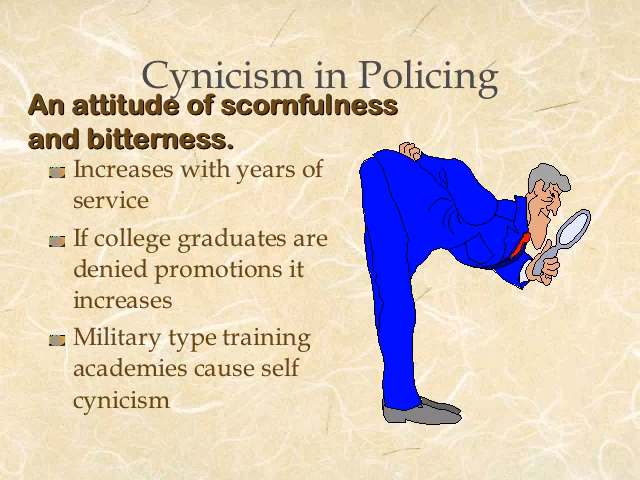 Cynicism in Policing
An attitude of scornfulness
and bitterness.
Increases with years of
service
If college graduates are
denied promotions it
increases
Military type training
academies cause self
cynicism